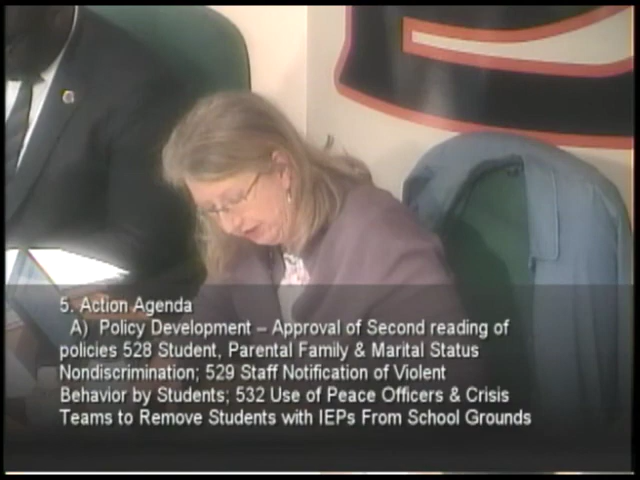 5. Action Agenda
A) Policy Development – Approval of Second reading of
policies 528 Student, Parental Family & Marital Status
Nondiscrimination; 529 Staff Notification of Violent
Behavior by Students; 532 Use of Peace Officers & Crisis
Teams to Remove Students with IEPs From School Grounds